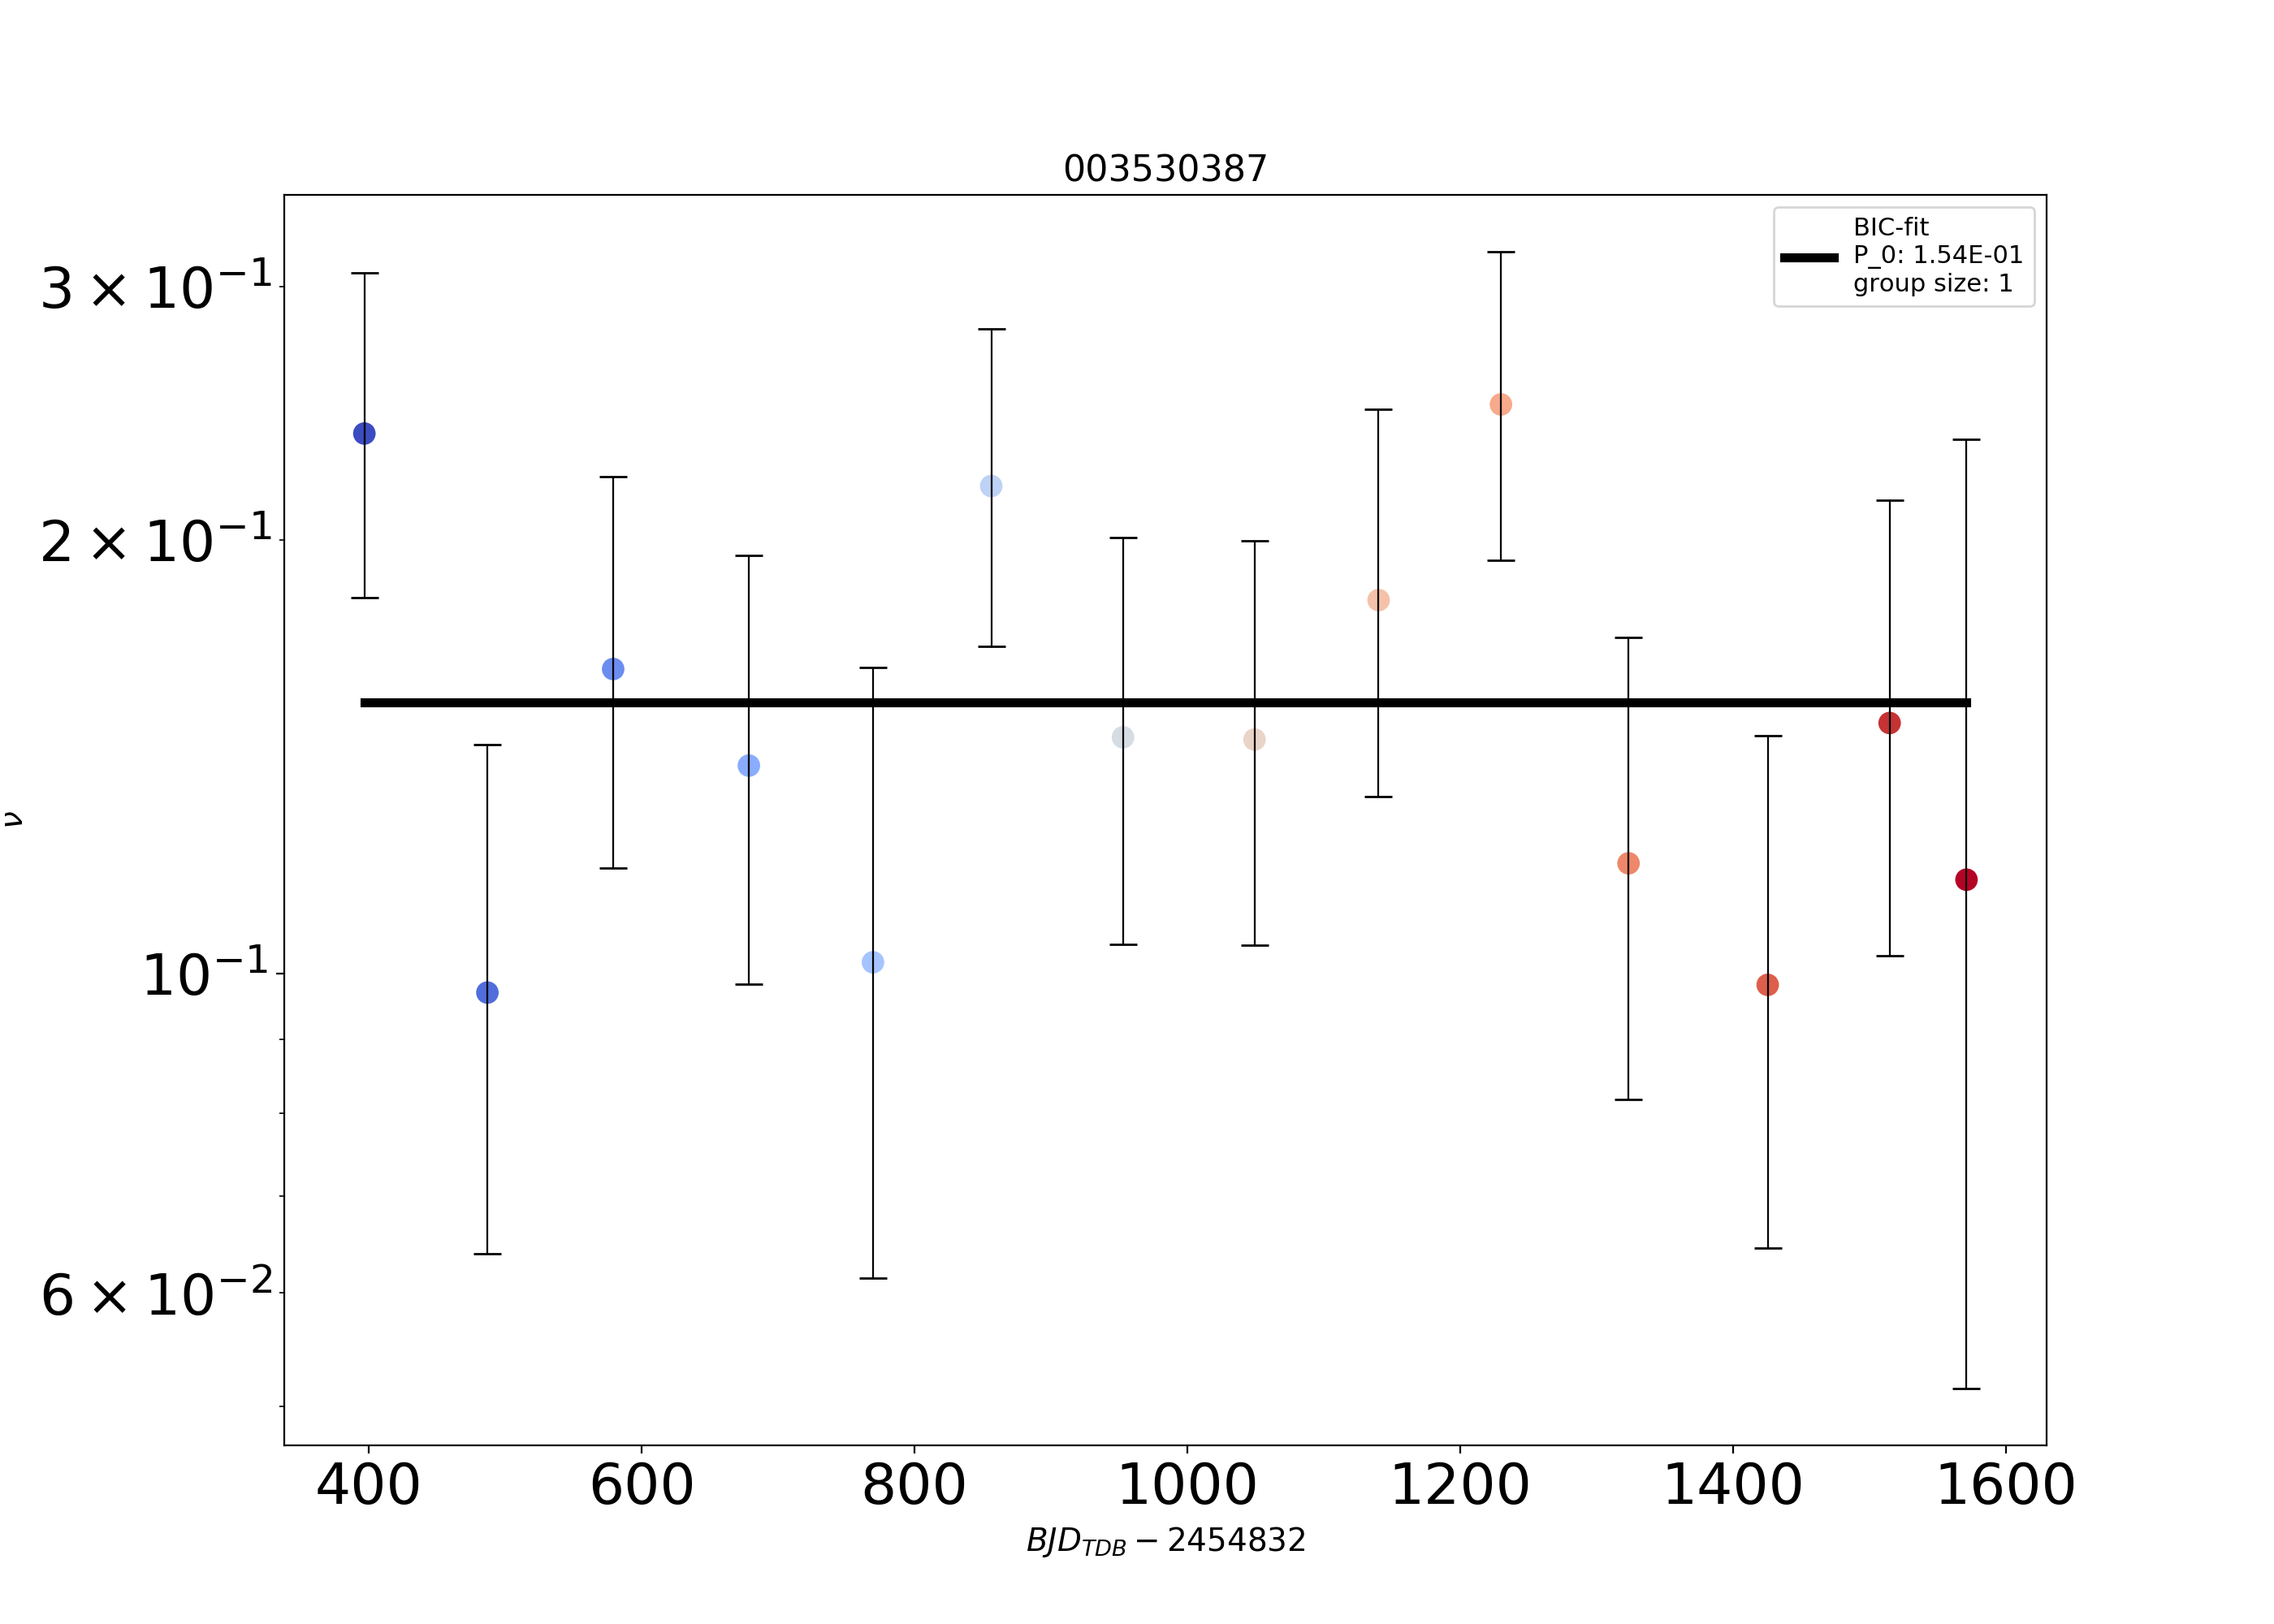 003530387
BIC-fit
P_0: 1.54E-01
group size: 1
3 × 10⁻¹
2 × 10⁻¹
10⁻¹
6 × 10⁻²
ν
400 600 800 1000 1200 1400 1600
BJD_TDB − 2454832